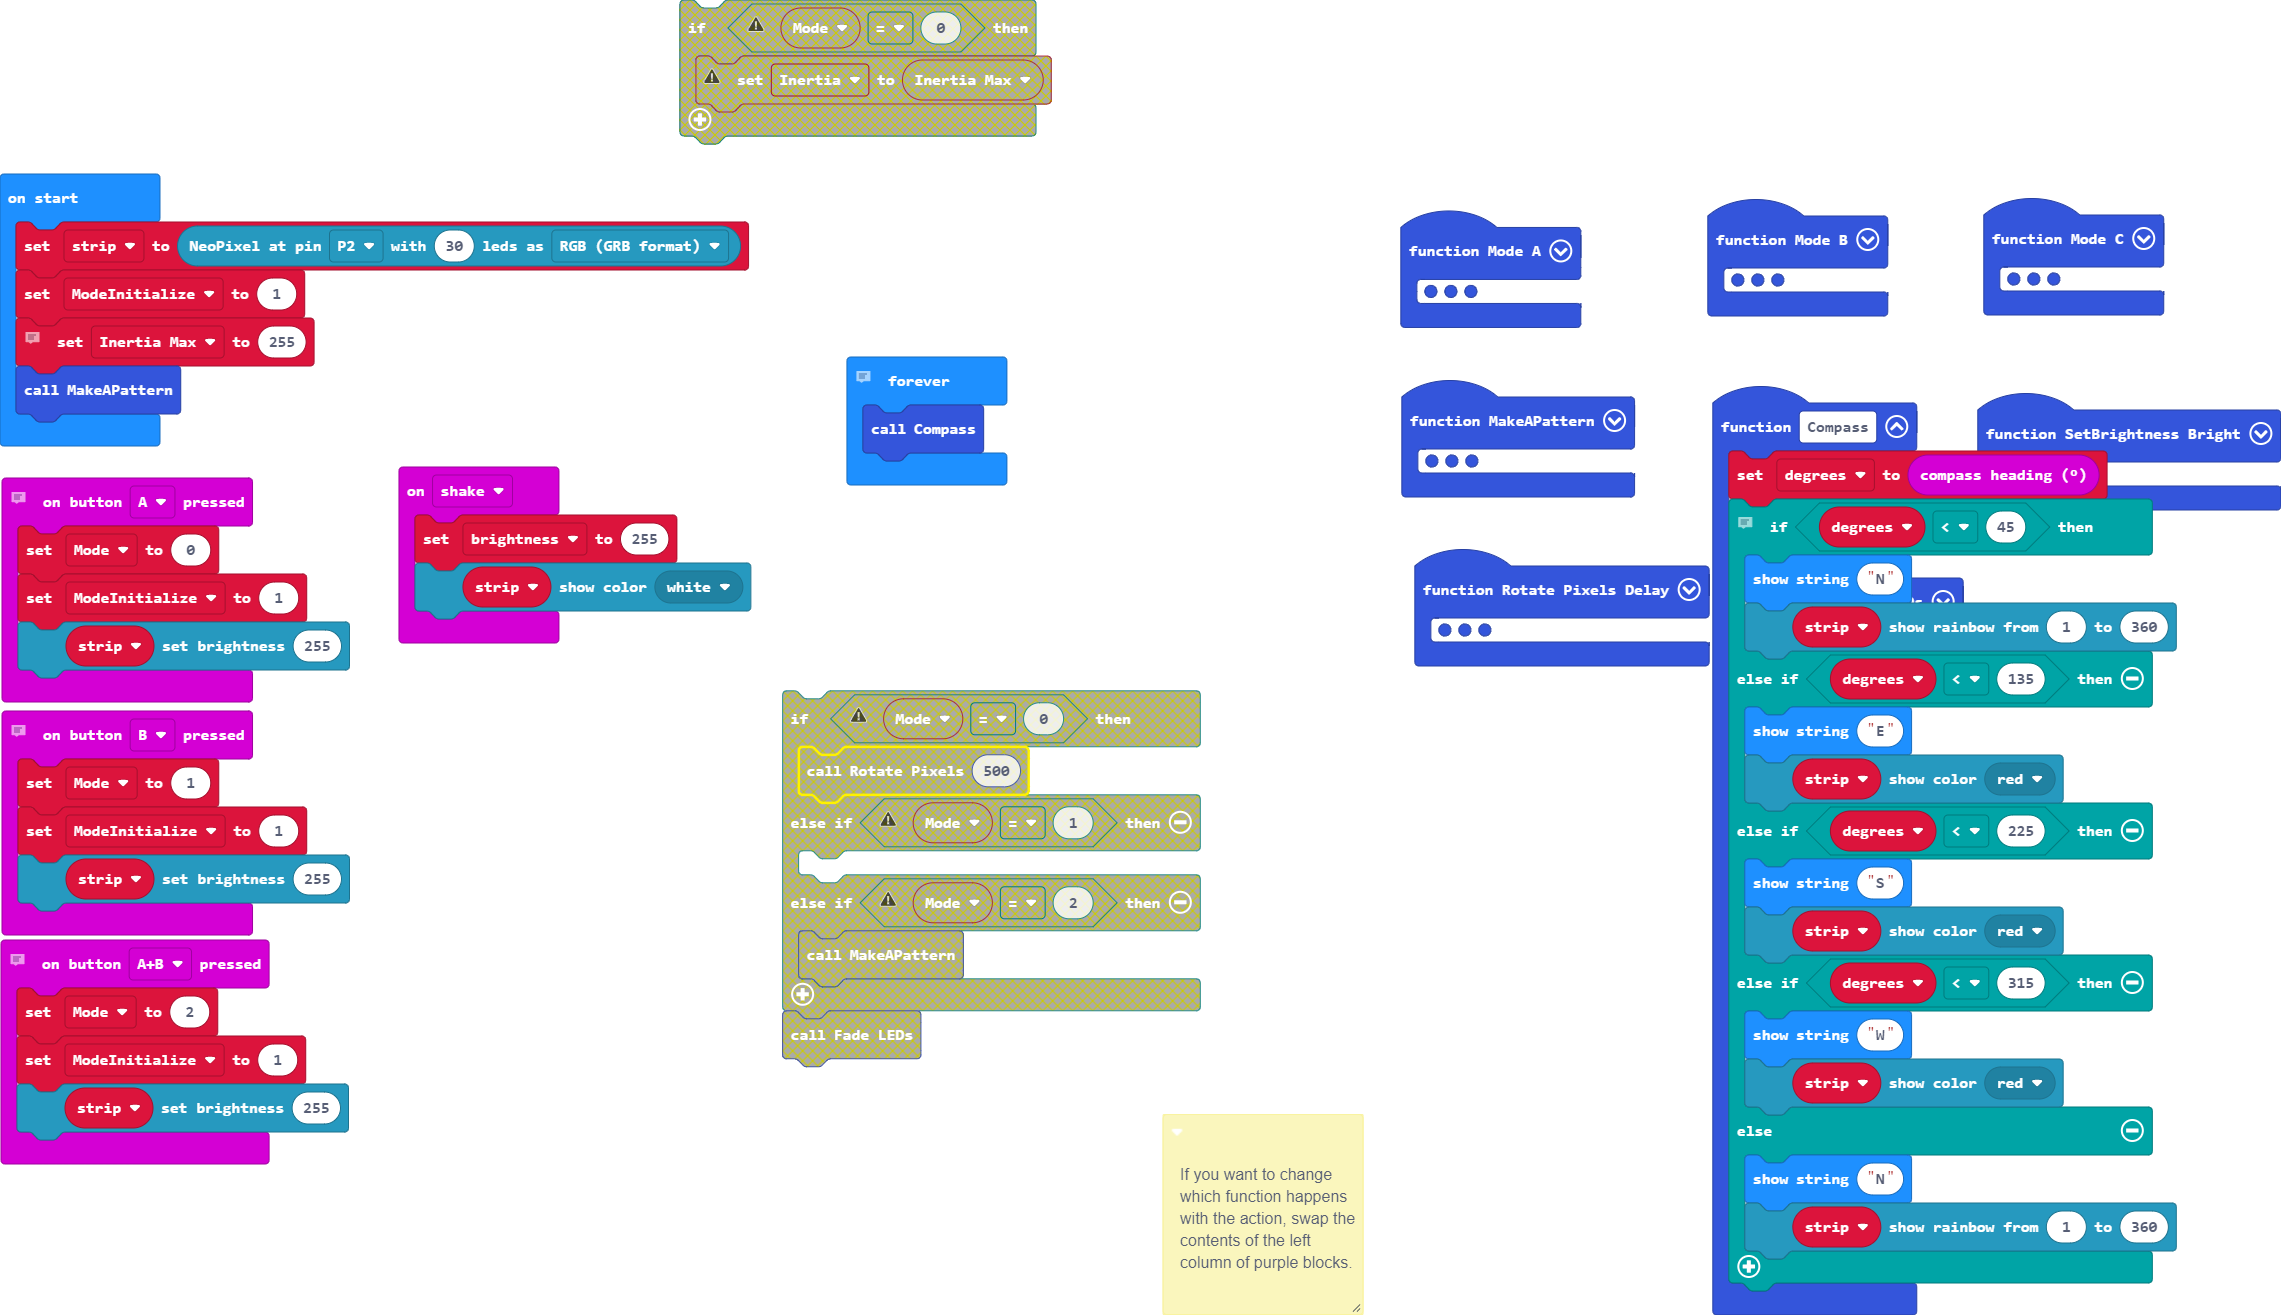 if Mode = 0 then
set Inertia to Inertia Max
on start
set strip to NeoPixel at pin P2 with 30 leds as RGB (GRB format)
set ModeInitialize to 1
set Inertia Max to 255
call MakeAPattern
on button A pressed
set Mode to 0
set ModeInitialize to 1
strip set brightness 255
on button B pressed
set Mode to 1
set ModeInitialize to 1
strip set brightness 255
on button A+B pressed
set Mode to 2
set ModeInitialize to 1
strip set brightness 255
on shake
set brightness to 255
strip show color white
forever
call Compass
if Mode = 0 then
call Rotate Pixels 500
else if Mode = 1 then
else if Mode = 2 then
call MakeAPattern
call Fade LEDs
If you want to change
which function happens
with the action, swap the
contents of the left
column of purple blocks.
function Mode A
function Mode B
function Mode C
function MakeAPattern
function Rotate Pixels Delay
function SetBrightness Bright
function Compass
set degrees to compass heading (º)
if degrees < 45 then
show string "N"
strip show rainbow from 1 to 360
else if degrees < 135 then
show string "E"
strip show color red
else if degrees < 225 then
show string "S"
strip show color red
else if degrees < 315 then
show string "W"
strip show color red
else
show string "N"
strip show rainbow from 1 to 360